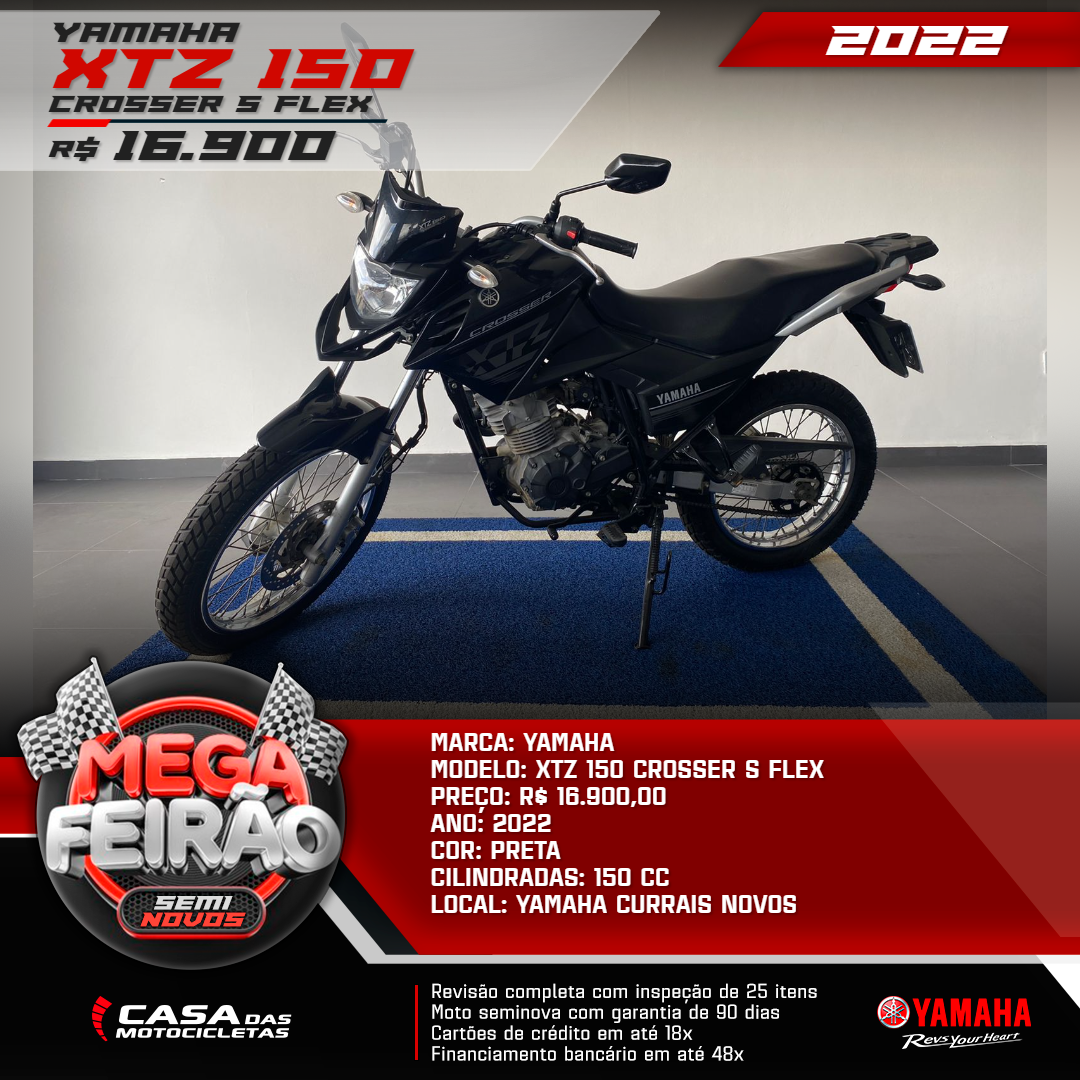 YAMAHA
XTZ 150
CROSSER S FLEX
R$ 16.900
2022
XTZ
CROSSER
XTZ
YAMAHA
MEGA
FEIRÃO
SEMI
NOVOS
MARCA: YAMAHA
MODELO: XTZ 150 CROSSER S FLEX
PREÇO: R$ 16.900,00
ANO: 2022
COR: PRETA
CILINDRADAS: 150 CC
LOCAL: YAMAHA CURRAIS NOVOS
CASA DAS
MOTOCICLETAS
Revisão completa com inspeção de 25 itens
Moto seminova com garantia de 90 dias
Cartões de crédito em até 18x
Financiamento bancário em até 48x
YAMAHA
Revs Your Heart